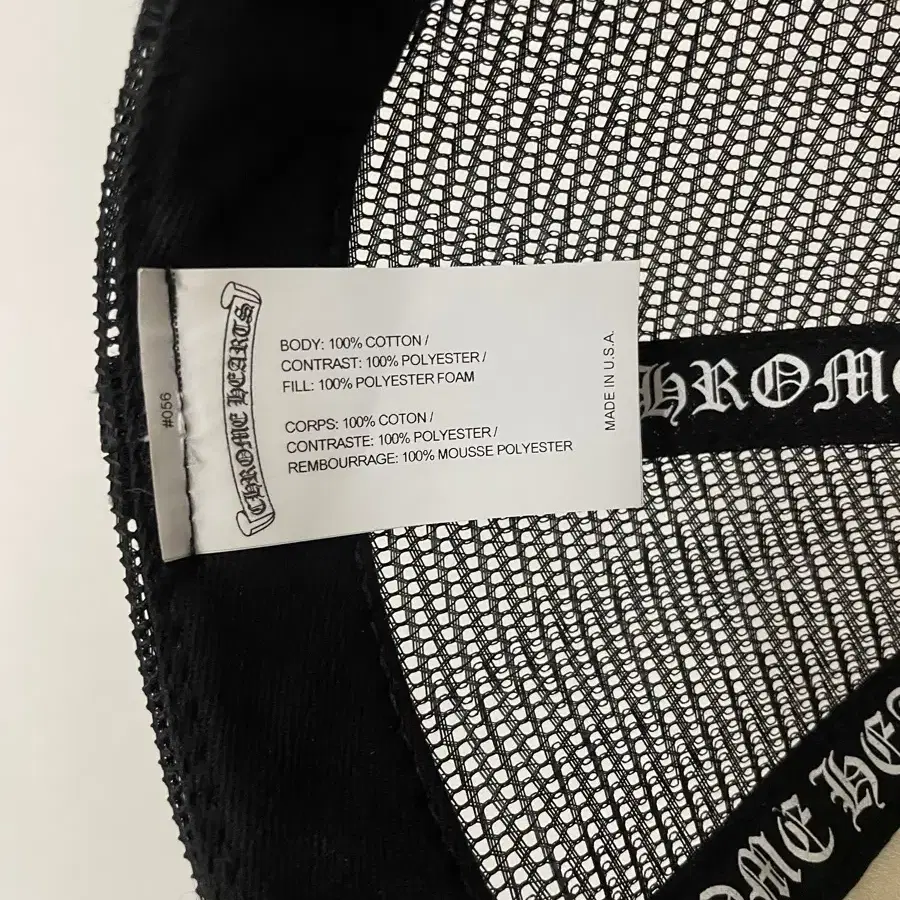 #056
CHROME HEARTS
BODY: 100% COTTON /
CONTRAST: 100% POLYESTER /
FILL: 100% POLYESTER FOAM
CORPS: 100% COTON /
CONTRASTE: 100% POLYESTER /
REMBOURRAGE: 100% MOUSSE POLYESTER
MADE IN U.S.A.
HROME
OME HEA